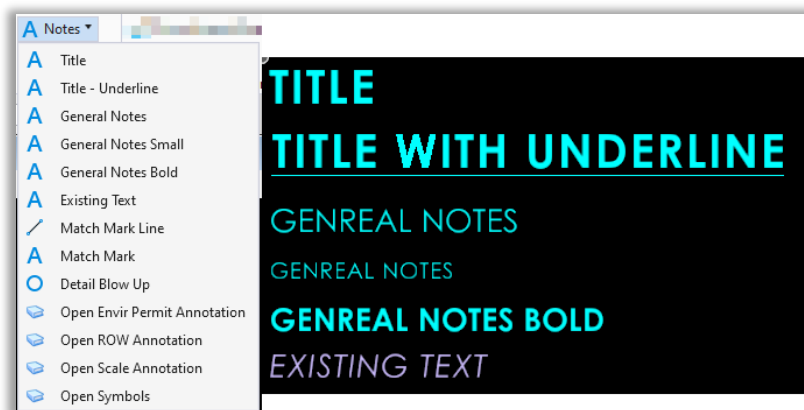 Notes
Title
Title - Underline
General Notes
General Notes Small
General Notes Bold
Existing Text
Match Mark Line
Match Mark
Detail Blow Up
Open Envir Permit Annotation
Open ROW Annotation
Open Scale Annotation
Open Symbols
TITLE
TITLE WITH UNDERLINE
GENREAL NOTES
GENREAL NOTES
GENREAL NOTES BOLD
EXISTING TEXT